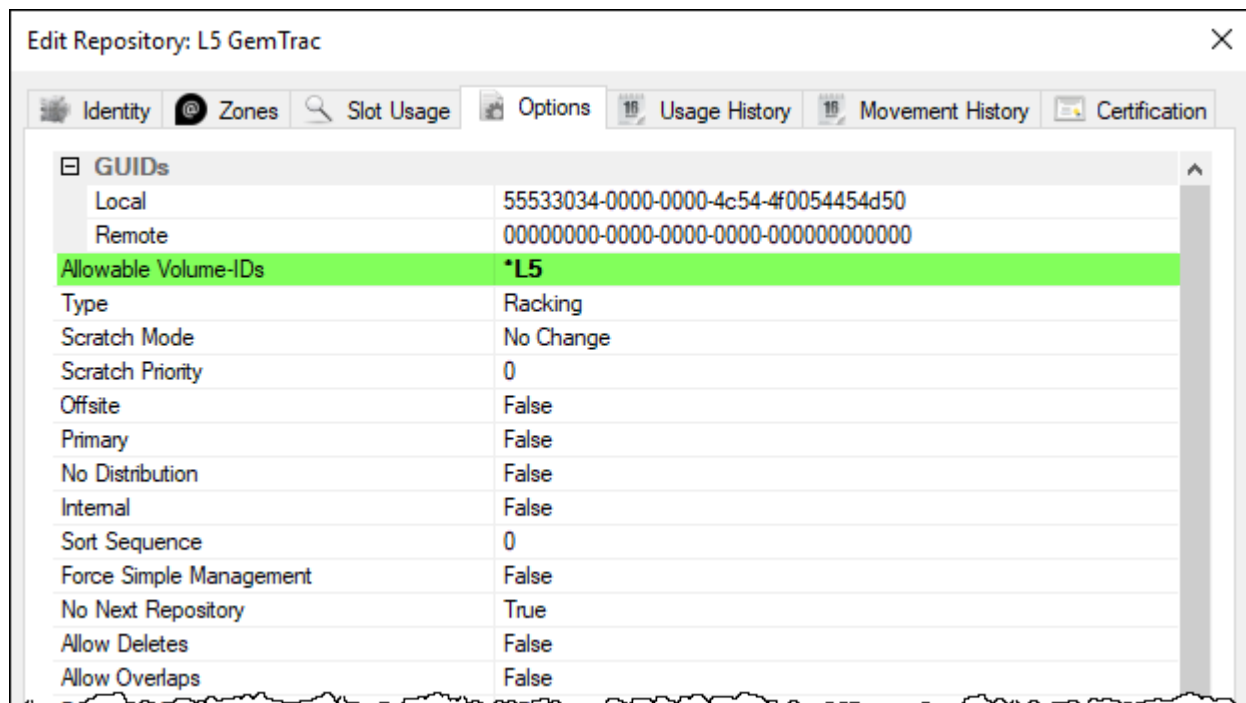 Edit Repository: L5 GemTrac
Identity Zones Slot Usage Options Usage History Movement History Certification
GUIDs
Local 55533034-0000-0000-4c54-4f0054454d50
Remote 00000000-0000-0000-0000-000000000000
Allowable Volume-IDs *L5
Type Racking
Scratch Mode No Change
Scratch Priority 0
Offsite False
Primary False
No Distribution False
Internal False
Sort Sequence 0
Force Simple Management False
No Next Repository True
Allow Deletes False
Allow Overlaps False